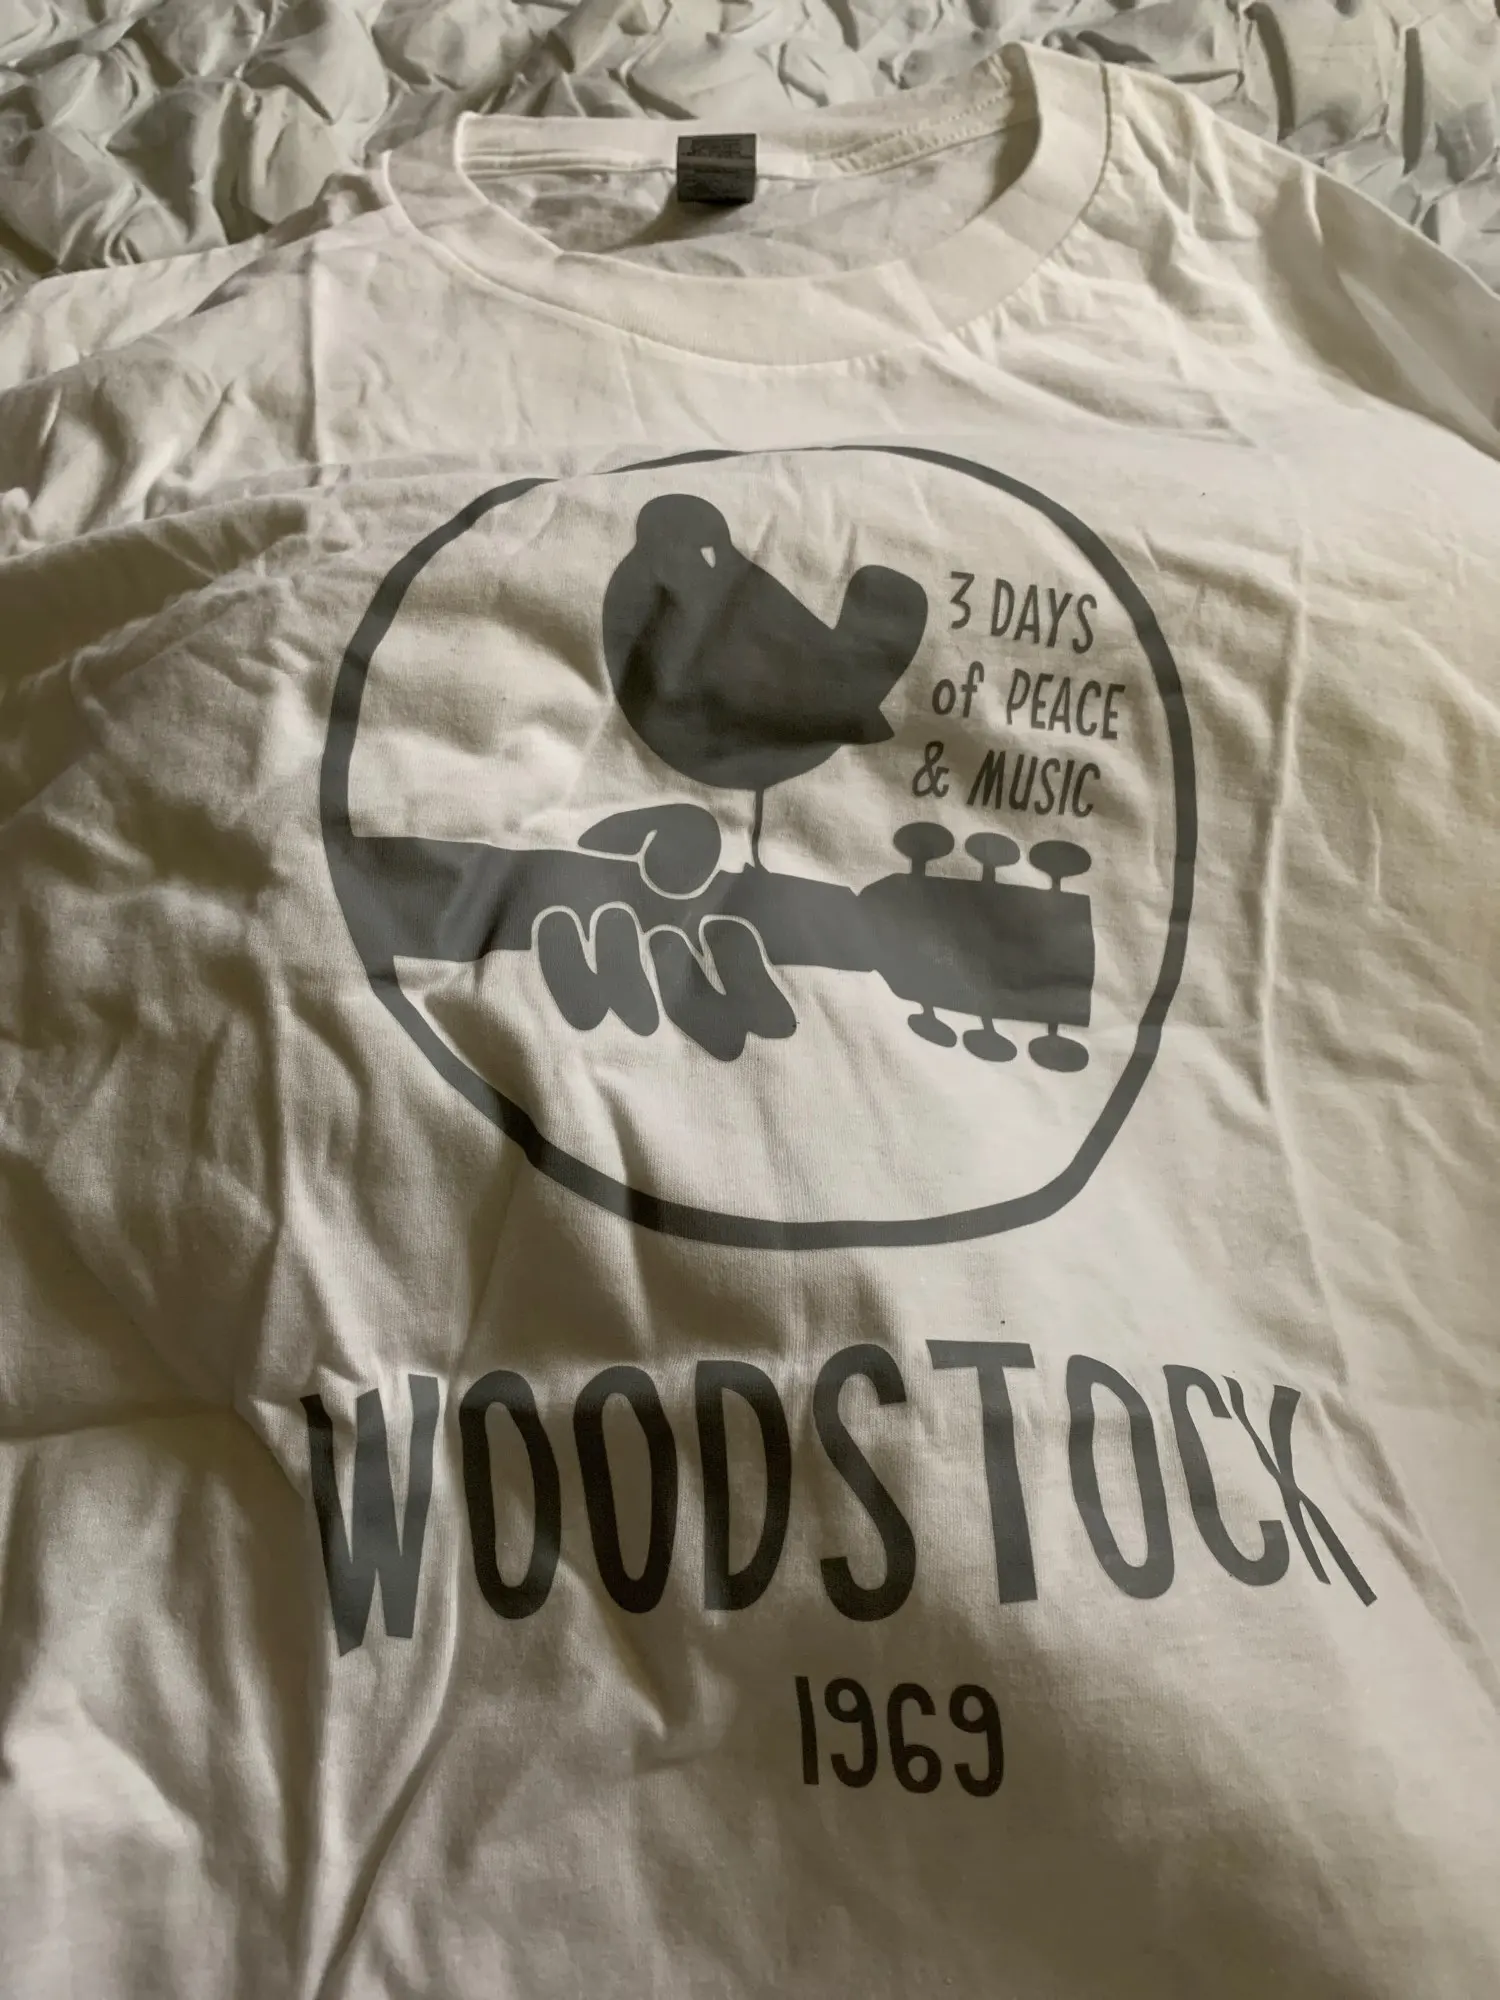 3 DAYS
of PEACE
& MUSIC
WOODSTOCK
1969